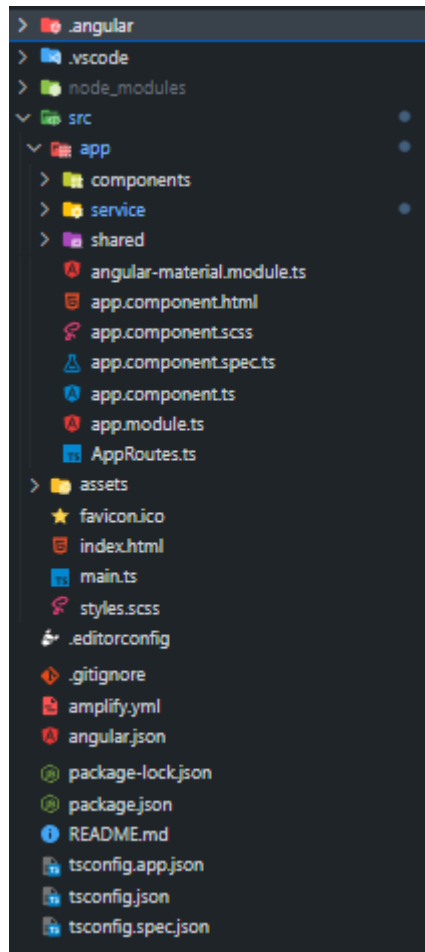 .angular
.vscode
node_modules
src
app
components
service
shared
angular-material.module.ts
app.component.html
app.component.scss
app.component.spec.ts
app.component.ts
app.module.ts
AppRoutes.ts
assets
favicon.ico
index.html
main.ts
styles.scss
.editorconfig
.gitignore
amplify.yml
angular.json
package-lock.json
package.json
README.md
tsconfig.app.json
tsconfig.json
tsconfig.spec.json